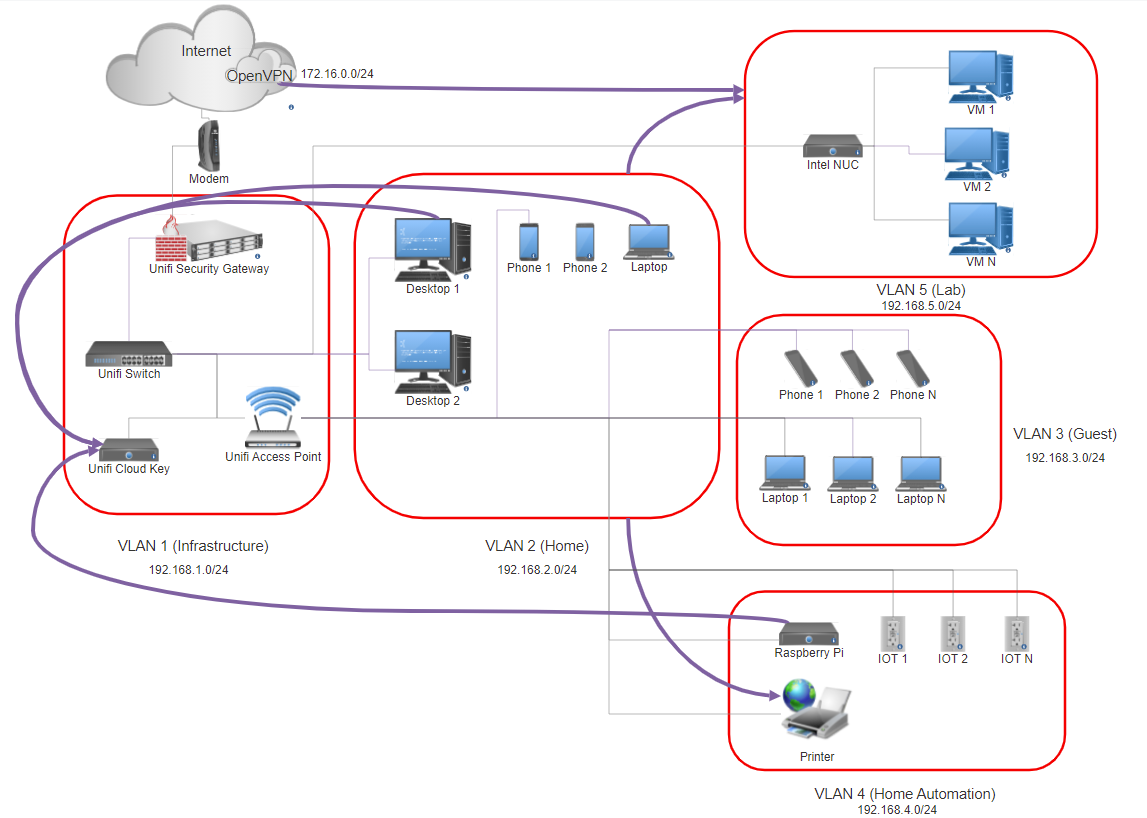 Internet
OpenVPN
172.16.0.0/24
Modem
Unifi Security Gateway
Unifi Switch
Unifi Cloud Key
Unifi Access Point
VLAN 1 (Infrastructure)
192.168.1.0/24
Desktop 1
Phone 1
Phone 2
Laptop
Desktop 2
VLAN 2 (Home)
192.168.2.0/24
Intel NUC
VM 1
VM 2
VM N
VLAN 5 (Lab)
192.168.5.0/24
Phone 1
Phone 2
Phone N
Laptop 1
Laptop 2
Laptop N
VLAN 3 (Guest)
192.168.3.0/24
Raspberry Pi
IOT 1
IOT 2
IOT N
Printer
VLAN 4 (Home Automation)
192.168.4.0/24